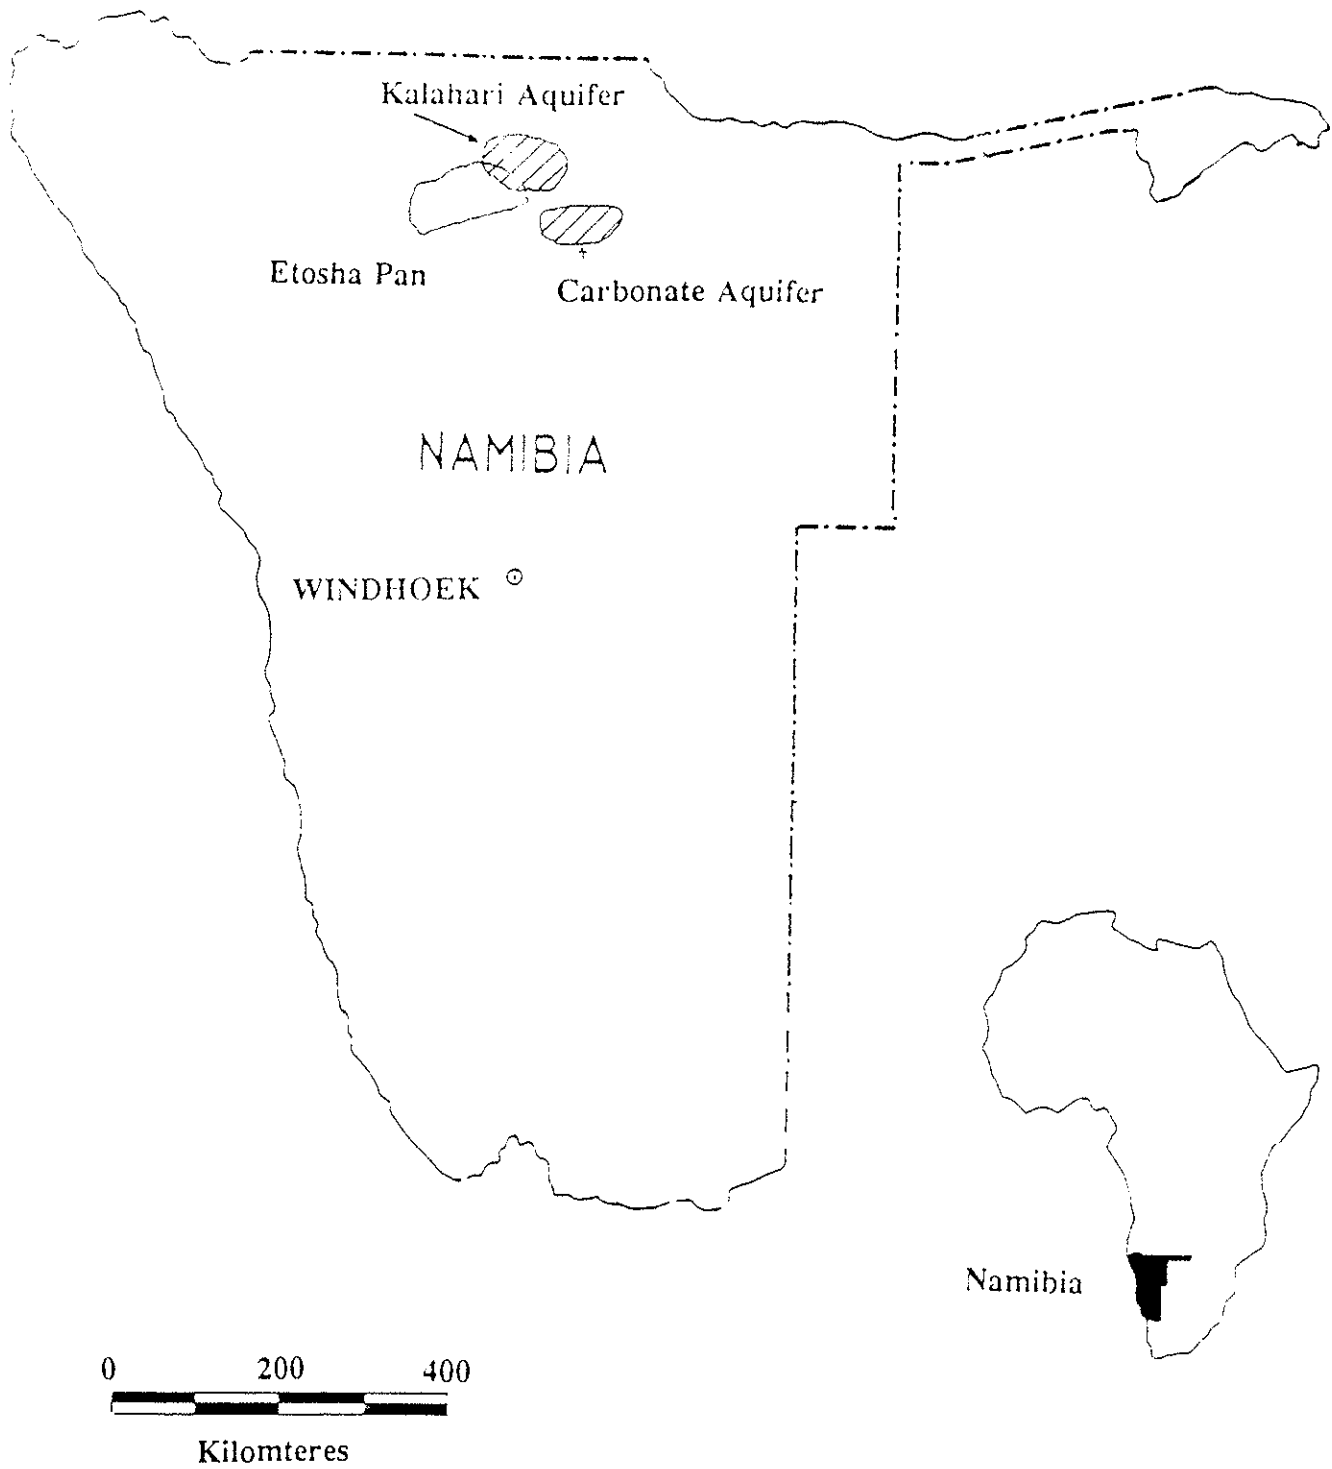 Kalahari Aquifer
Etosha Pan
Carbonate Aquifer
NAMIBIA
WINDHOEK
Namibia
0 200 400
Kilomteres